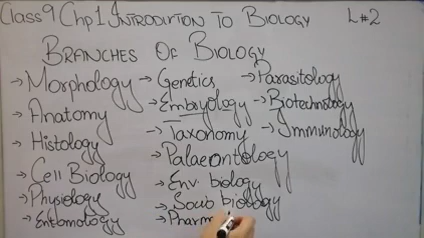 Class 9 Chp 1 Introduction To Biology L#2
Branches Of Biology
→ Morphology
→ Anatomy
→ Histology
→ Cell Biology
→ Physiology
→ Entomology
→ Genetics
→ Embryology
→ Taxonomy
→ Palaeontology
→ Env. biology
→ Socio biology
→ Pharm
→ Parasitology
→ Biotechnology
→ Immunology